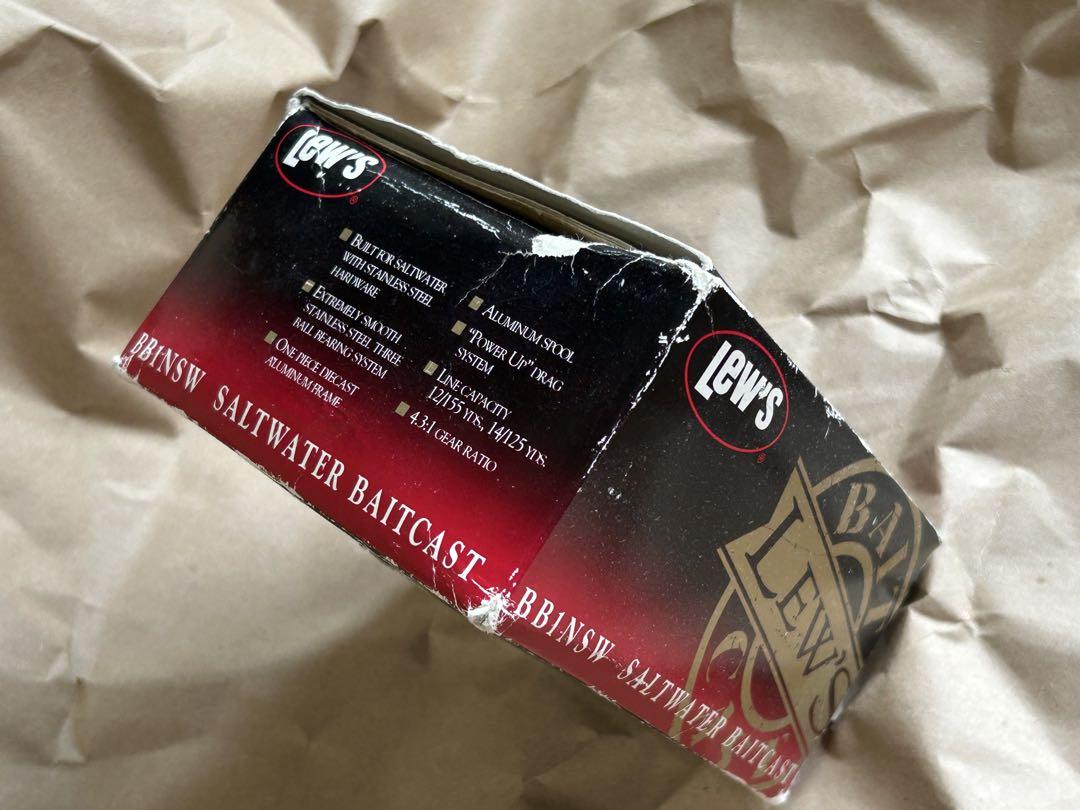 Lew's
®
BUILT FOR SALTWATER
WITH STAINLESS STEEL
HARDWARE
EXTREMELY SMOOTH
STAINLESS STEEL THREE
BALL BEARING SYSTEM
ONE PIECE DIECAST
ALUMINUM FRAME
ALUMINUM SPOOL
"POWER UP" DRAG
SYSTEM
LINE CAPACITY
12/155 YDS, 14/125 YDS.
4.3:1 GEAR RATIO
BB1NSW SALTWATER BAITCAST
Lew's
®
LEW'S
BB1NSW SALTWATER BAITCAST